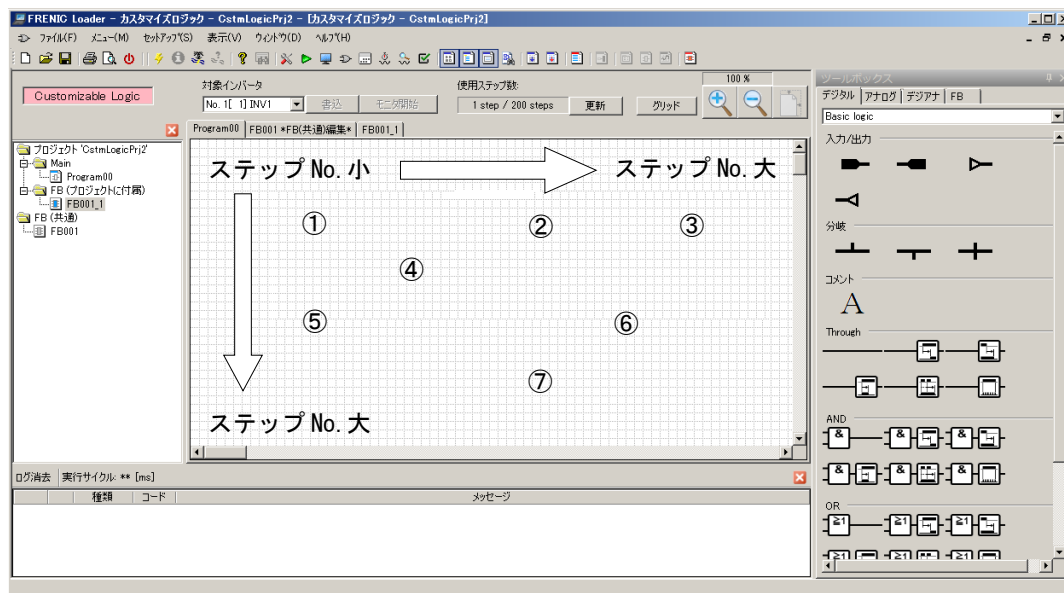 FRENIC Loader - カスタマイズロジック - CstmLogicPrj2 - [カスタマイズロジック - CstmLogicPrj2]
ファイル(F) メニュー(M) セットアップ(S) 表示(V) ウィンドウ(D) ヘルプ(H)
Customizable Logic
対象インバータ
No. 1[ 1] INV1
書込
モニタ開始
使用ステップ数:
1 step / 200 steps
更新
グリッド
100 %
Program00 FB001 *FB(共通)編集* FB001_1
プロジェクト 'CstmLogicPrj2'
Main
Program00
FB (プロジェクトに付属)
FB001_1
FB (共通)
FB001
ステップ No. 小
ステップ No. 大
①
②
③
④
⑤
⑥
⑦
ステップ No. 大
ツールボックス
デジタル アナログ デジアナ FB
Basic logic
入力/出力
分岐
コメント
A
Through
AND
& & &
& & &
OR
≧1 ≧1 ≧1
≧1 ≧1 ≧1
ログ消去 実行サイクル: ** [ms]
種類 コード メッセージ